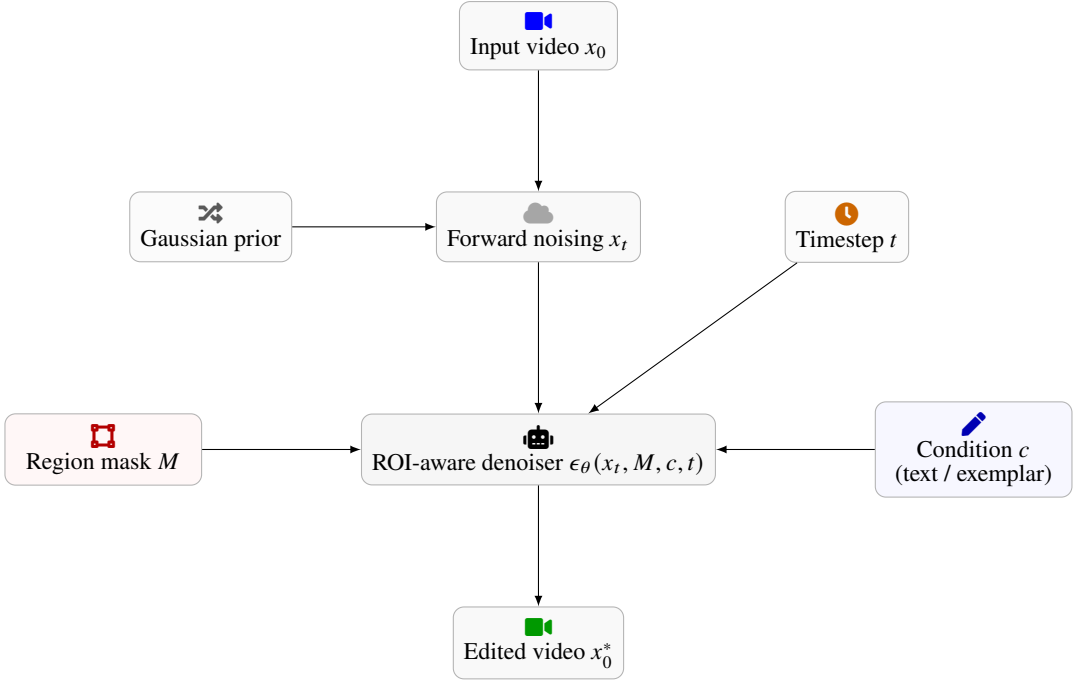 Input video x₀
Gaussian prior
Forward noising xₜ
Timestep t
Region mask M
ROI-aware denoiser ϵ_θ(xₜ, M, c, t)
Condition c
(text / exemplar)
Edited video x₀*